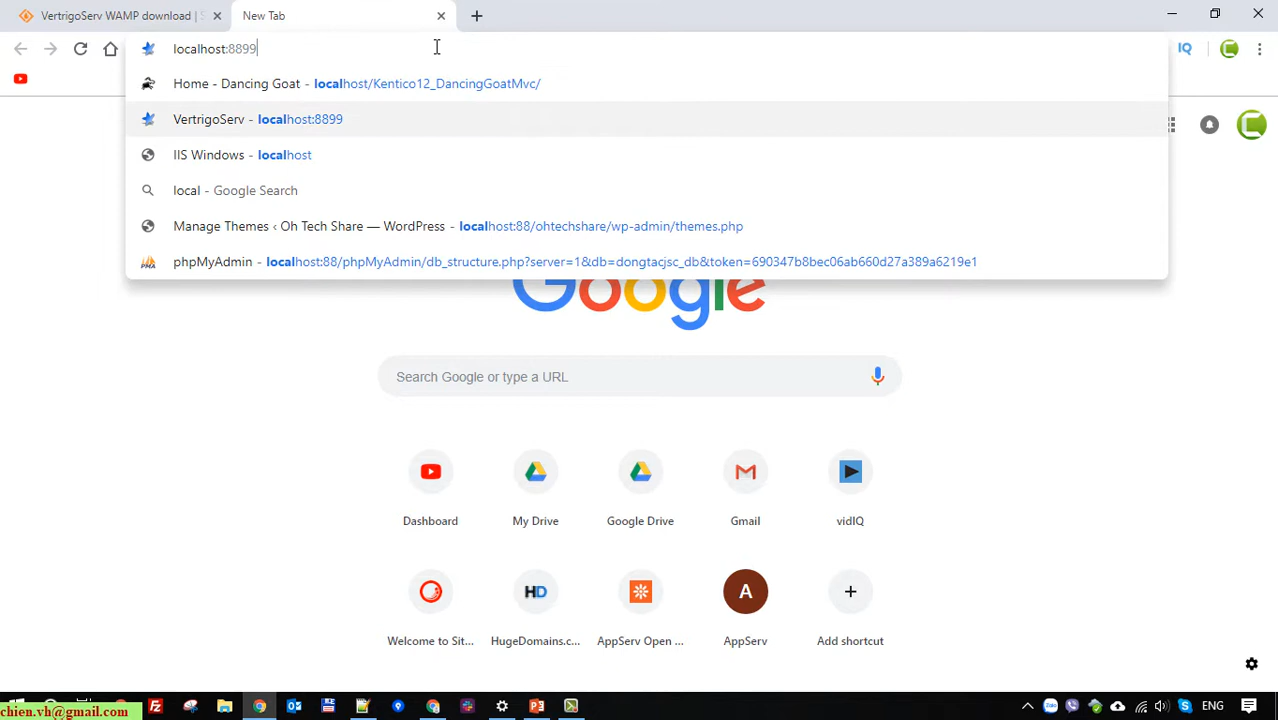 VertrigoServ WAMP download |
New Tab
localhost:8899
IQ
Home - Dancing Goat - localhost/Kentico12_DancingGoatMvc/
VertrigoServ - localhost:8899
IIS Windows - localhost
local - Google Search
Manage Themes ‹ Oh Tech Share — WordPress - localhost:88/ohtechshare/wp-admin/themes.php
phpMyAdmin - localhost:88/phpMyAdmin/db_structure.php?server=1&db=dongtacjsc_db&token=690347b8bec06ab660d27a389a6219e1
Google
Search Google or type a URL
Dashboard
My Drive
Google Drive
Gmail
vidIQ
HD
A
Welcome to Sit...
HugeDomains.c...
AppServ Open ...
AppServ
Add shortcut
chien.vh@gmail.com
ENG